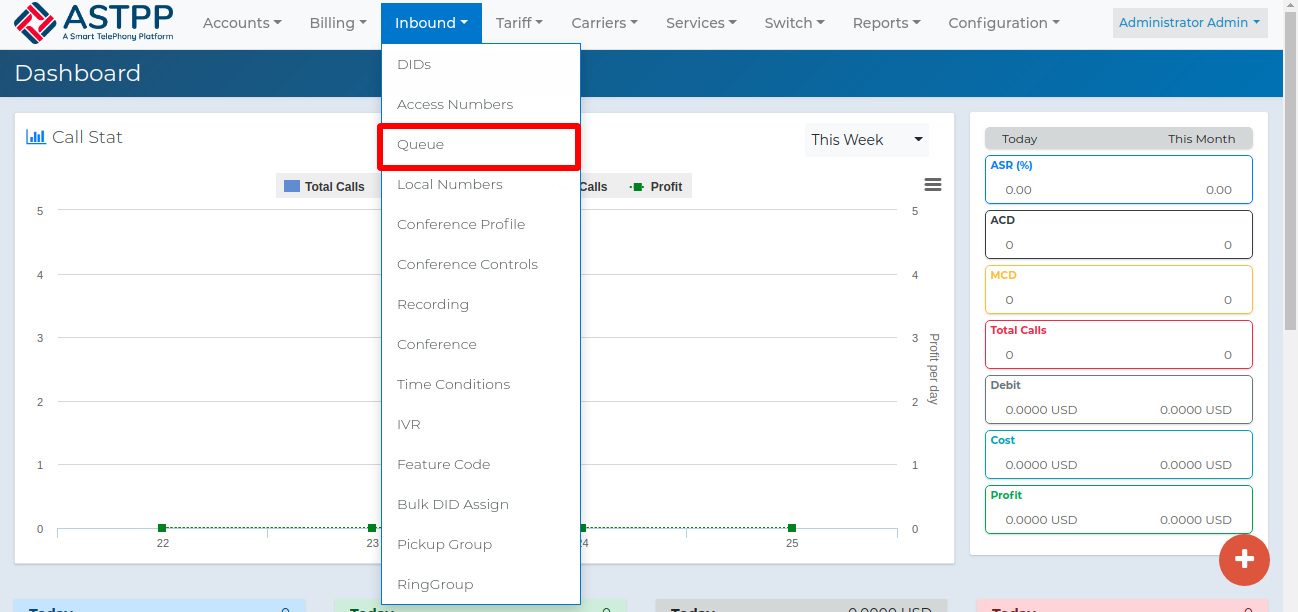 ASTPP
A Smart TelePhony Platform
Accounts
Billing
Inbound
Tariff
Carriers
Services
Switch
Reports
Configuration
Administrator Admin
Dashboard
DIDs
Access Numbers
Queue
Local Numbers
Conference Profile
Conference Controls
Recording
Conference
Time Conditions
IVR
Feature Code
Bulk DID Assign
Pickup Group
RingGroup
Call Stat
This Week
Total Calls
Calls
Profit
5
4
3
2
1
0
5
4
3
2
1
0
Profit per day
22
23
25
Today This Month
ASR (%)
0.00 0.00
ACD
0 0
MCD
0 0
Total Calls
0 0
Debit
0.0000 USD 0.0000 USD
Cost
0.0000 USD 0.0000 USD
Profit
0.0000 USD 0.0000 USD
+
Today 0
Today 0
Today 0.0000 USD
Today 0